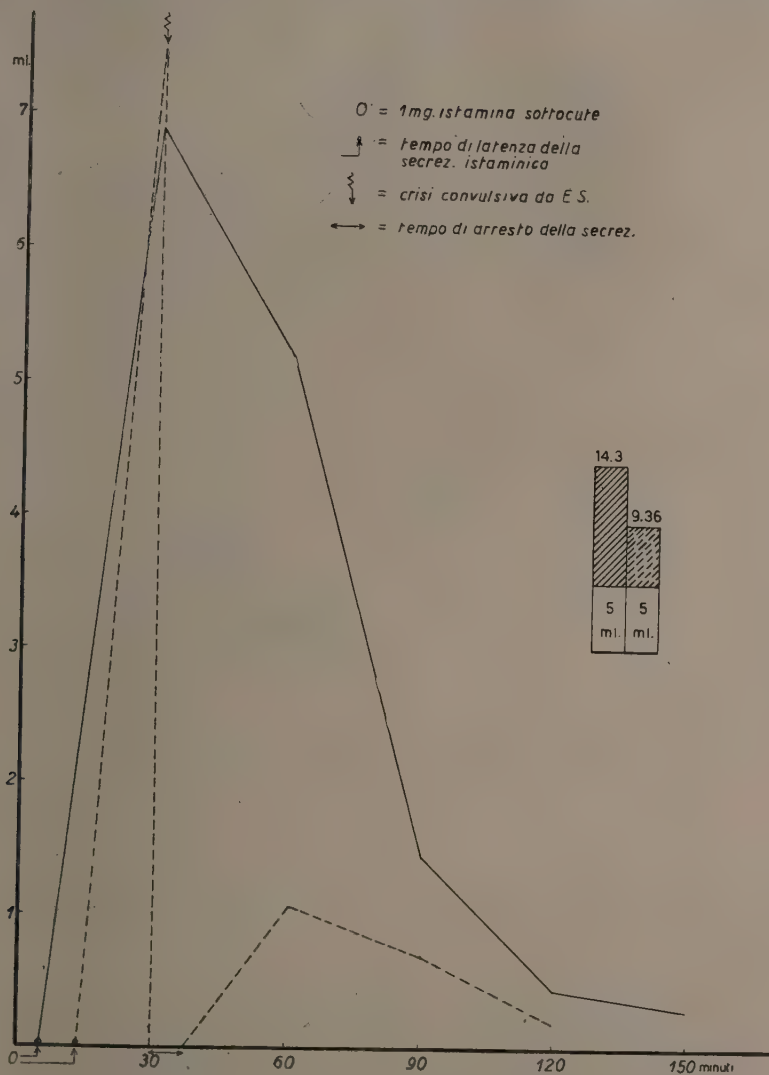 ml.
7
6
5
4
3
2
1
O = 1 mg. istamina sottocute
= tempo di latenza della
secrez. istaminica
= crisi convulsiva da E S.
= tempo di arresto della secrez.
14.3
9.36
5 5
ml. ml.
0 30 60 90 120 150 minuti